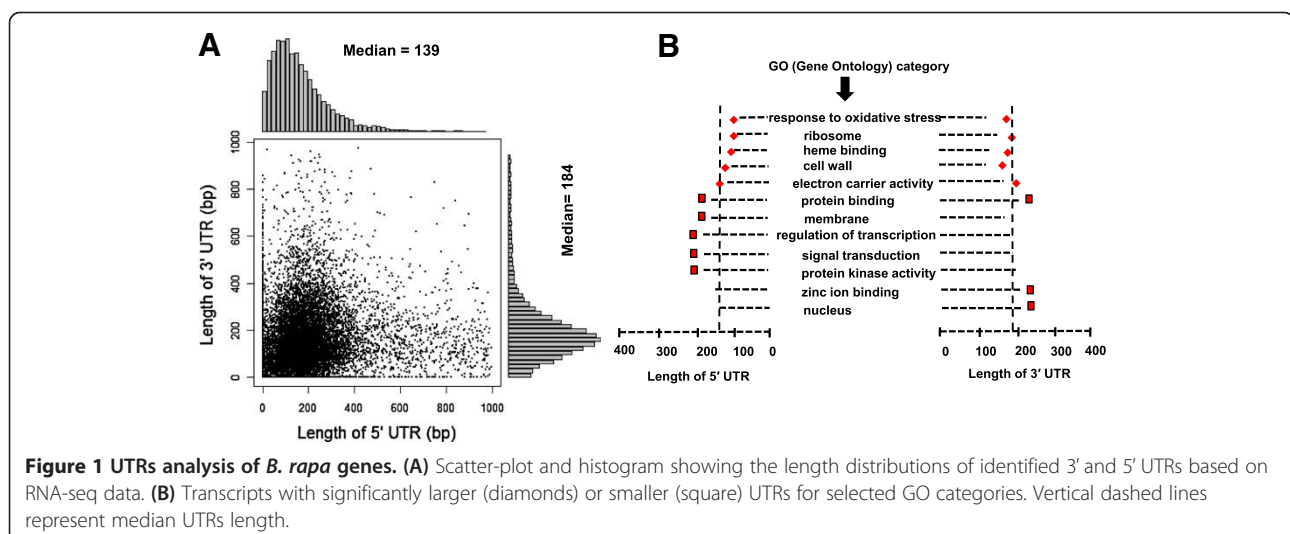 A
Median = 139
Median= 184
Length of 3' UTR (bp)
1000
800
600
400
200
0
0 200 400 600 800 1000
Length of 5' UTR (bp)
B
GO (Gene Ontology) category
response to oxidative stress
ribosome
heme binding
cell wall
electron carrier activity
protein binding
membrane
regulation of transcription
signal transduction
protein kinase activity
zinc ion binding
nucleus
400 300 200 100 0
Length of 5' UTR
0 100 200 300 400
Length of 3' UTR
Figure 1 UTRs analysis of B. rapa genes. (A) Scatter-plot and histogram showing the length distributions of identified 3' and 5' UTRs based on
RNA-seq data. (B) Transcripts with significantly larger (diamonds) or smaller (square) UTRs for selected GO categories. Vertical dashed lines
represent median UTRs length.